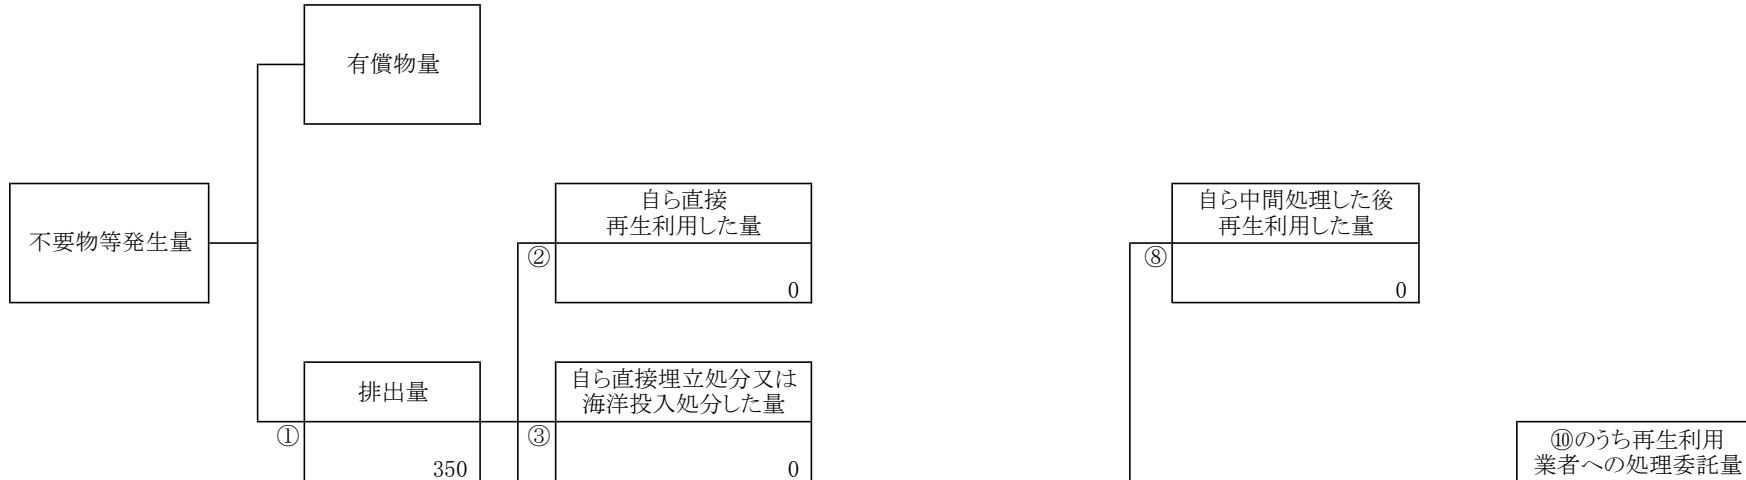 有償物量
不要物等発生量
自ら直接
再生利用した量
②
0
自ら中間処理した後
再生利用した量
⑧
0
排出量
①
350
自ら直接埋立処分又は
海洋投入処分した量
③
0
⑩のうち再生利用
業者への処理委託量